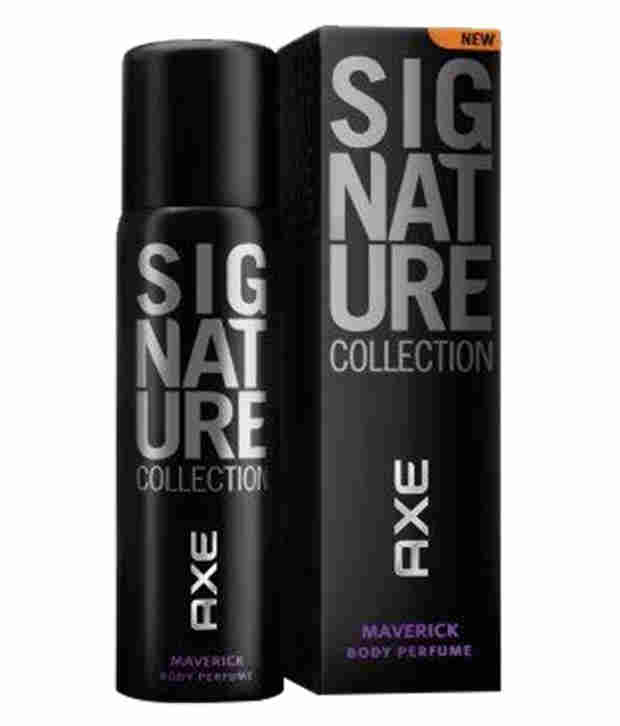 SIG
NAT
URE
COLLECTION
AXE
MAVERICK
BODY PERFUME
NEW
SIG
NAT
URE
COLLECTION
AXE
MAVERICK
BODY PERFUME